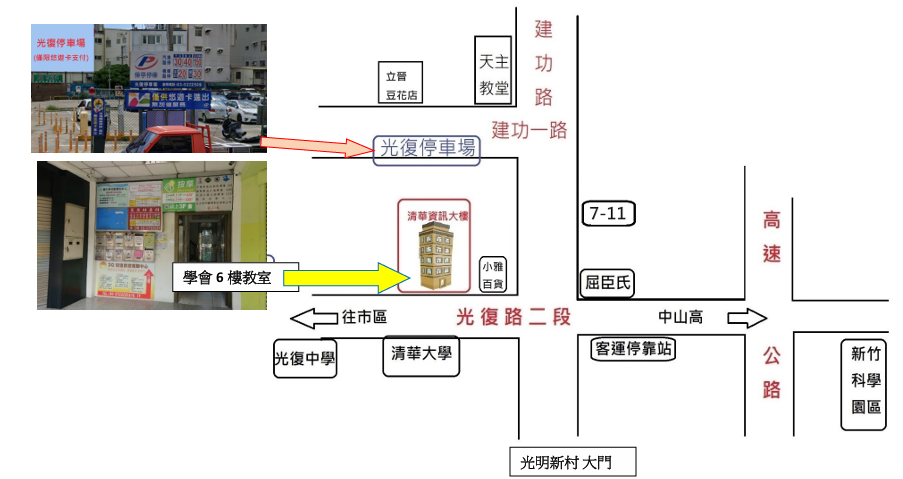 光復停車場
(僅限悠遊卡支付)
建功路
天主
教堂
立晉
豆花店
建功一路
光復停車場
清華資訊大樓
小雅
百貨
7-11
屈臣氏
高速
學會 6 樓教室
往市區
光復路二段
中山高
光復中學
清華大學
客運停靠站
公路
新竹
科學
園區
光明新村 大門